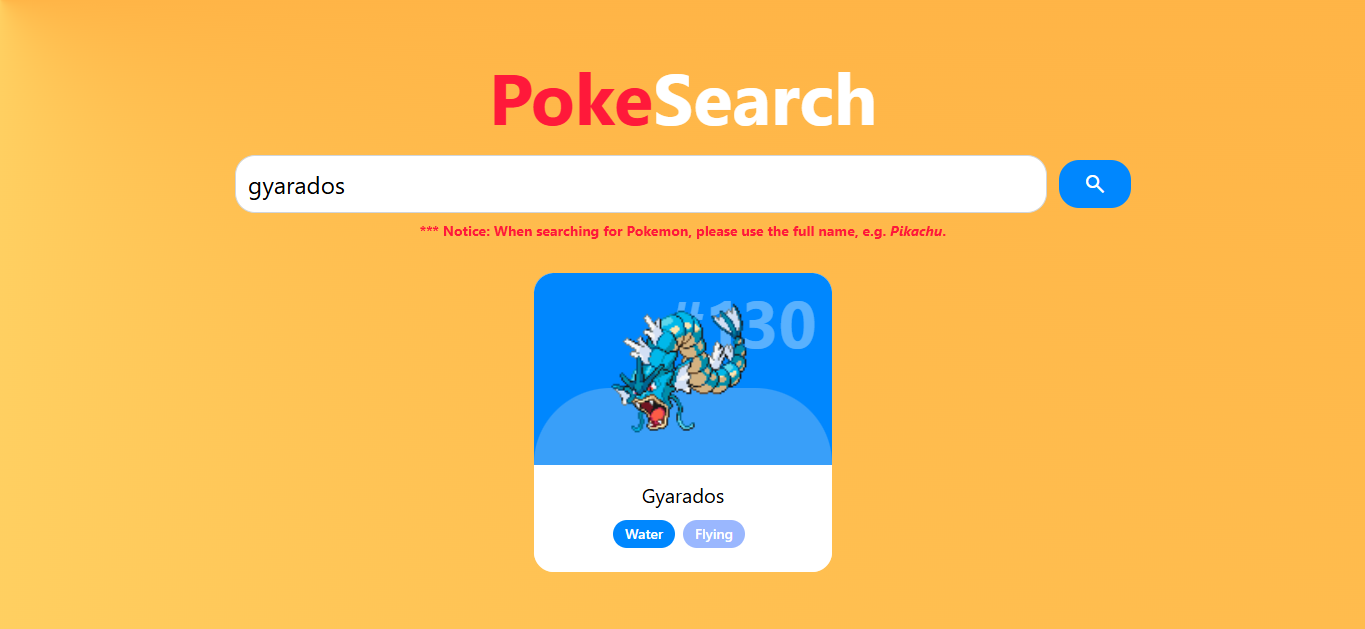 PokeSearch
gyarados
*** Notice: When searching for Pokemon, please use the full name, e.g. Pikachu.
#130
Gyarados
Water Flying